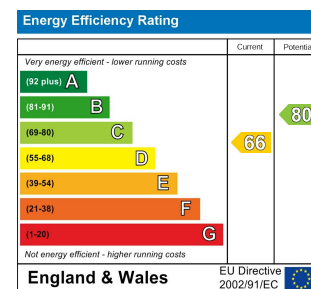 Energy Efficiency Rating
Current
Very energy efficient - lower running costs
(92 plus) A
(81-91) B
80
(69-80) C
66
(55-68) D
(39-54) E
(21-38) F
(1-20) G
Not energy efficient - higher running costs
England & Wales
EU Directive
2002/91/EC